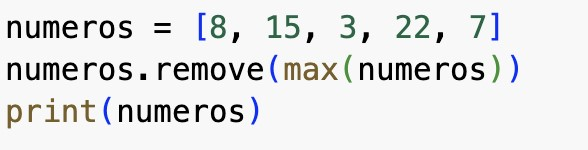 numeros = [8, 15, 3, 22, 7]
numeros.remove(max(numeros))
print(numeros)